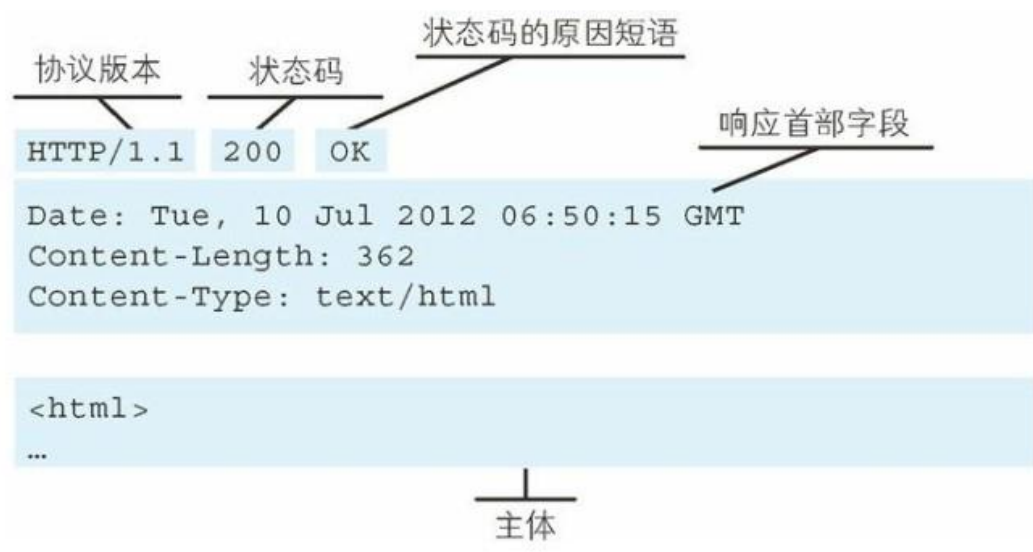 状态码的原因短语
协议版本 状态码
响应首部字段
HTTP/1.1 200 OK
Date: Tue, 10 Jul 2012 06:50:15 GMT
Content-Length: 362
Content-Type: text/html
<html>
…
主体